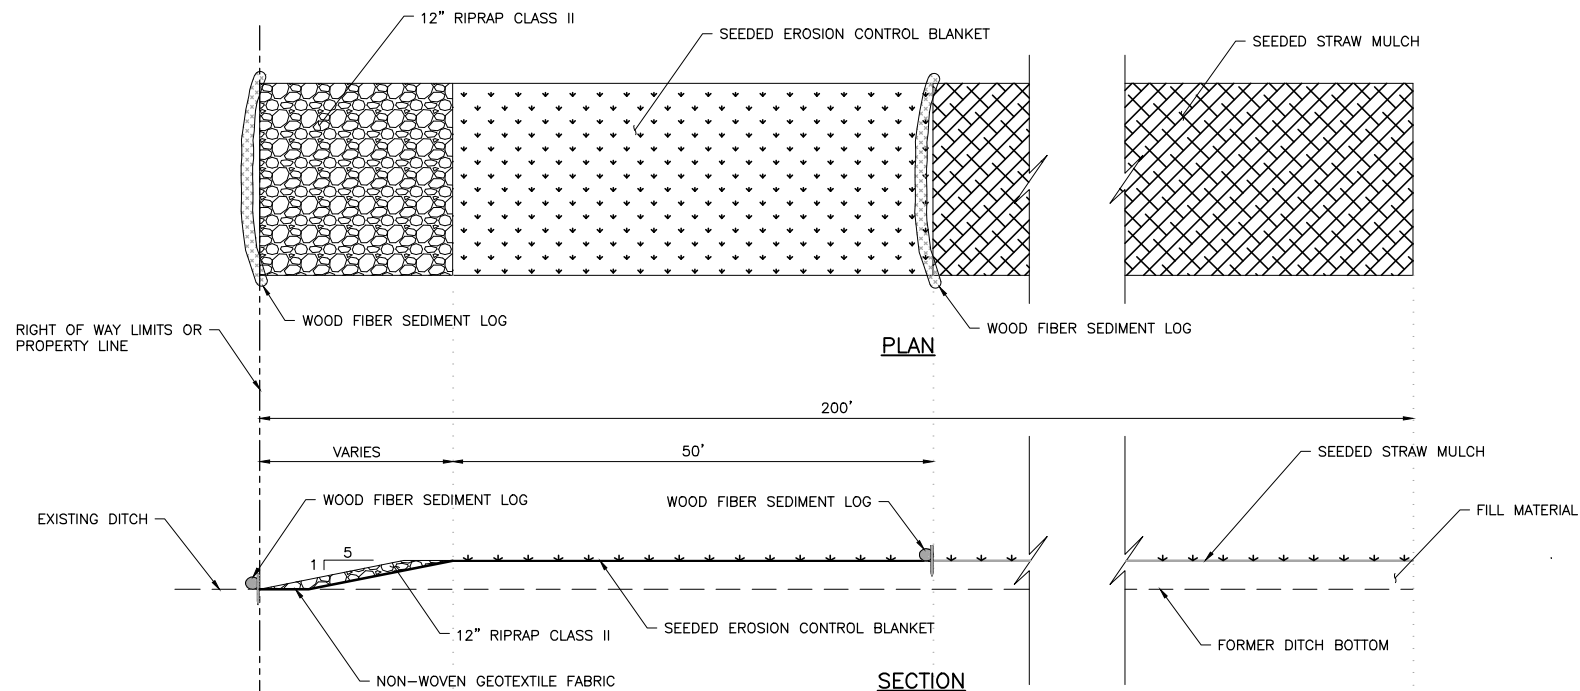 12" RIPRAP CLASS II
SEEDED EROSION CONTROL BLANKET
SEEDED STRAW MULCH
WOOD FIBER SEDIMENT LOG
RIGHT OF WAY LIMITS OR
PROPERTY LINE
WOOD FIBER SEDIMENT LOG
PLAN
200'
VARIES
50'
SEEDED STRAW MULCH
WOOD FIBER SEDIMENT LOG
WOOD FIBER SEDIMENT LOG
EXISTING DITCH
FILL MATERIAL
5
1
12" RIPRAP CLASS II
SEEDED EROSION CONTROL BLANKET
FORMER DITCH BOTTOM
NON-WOVEN GEOTEXTILE FABRIC
SECTION